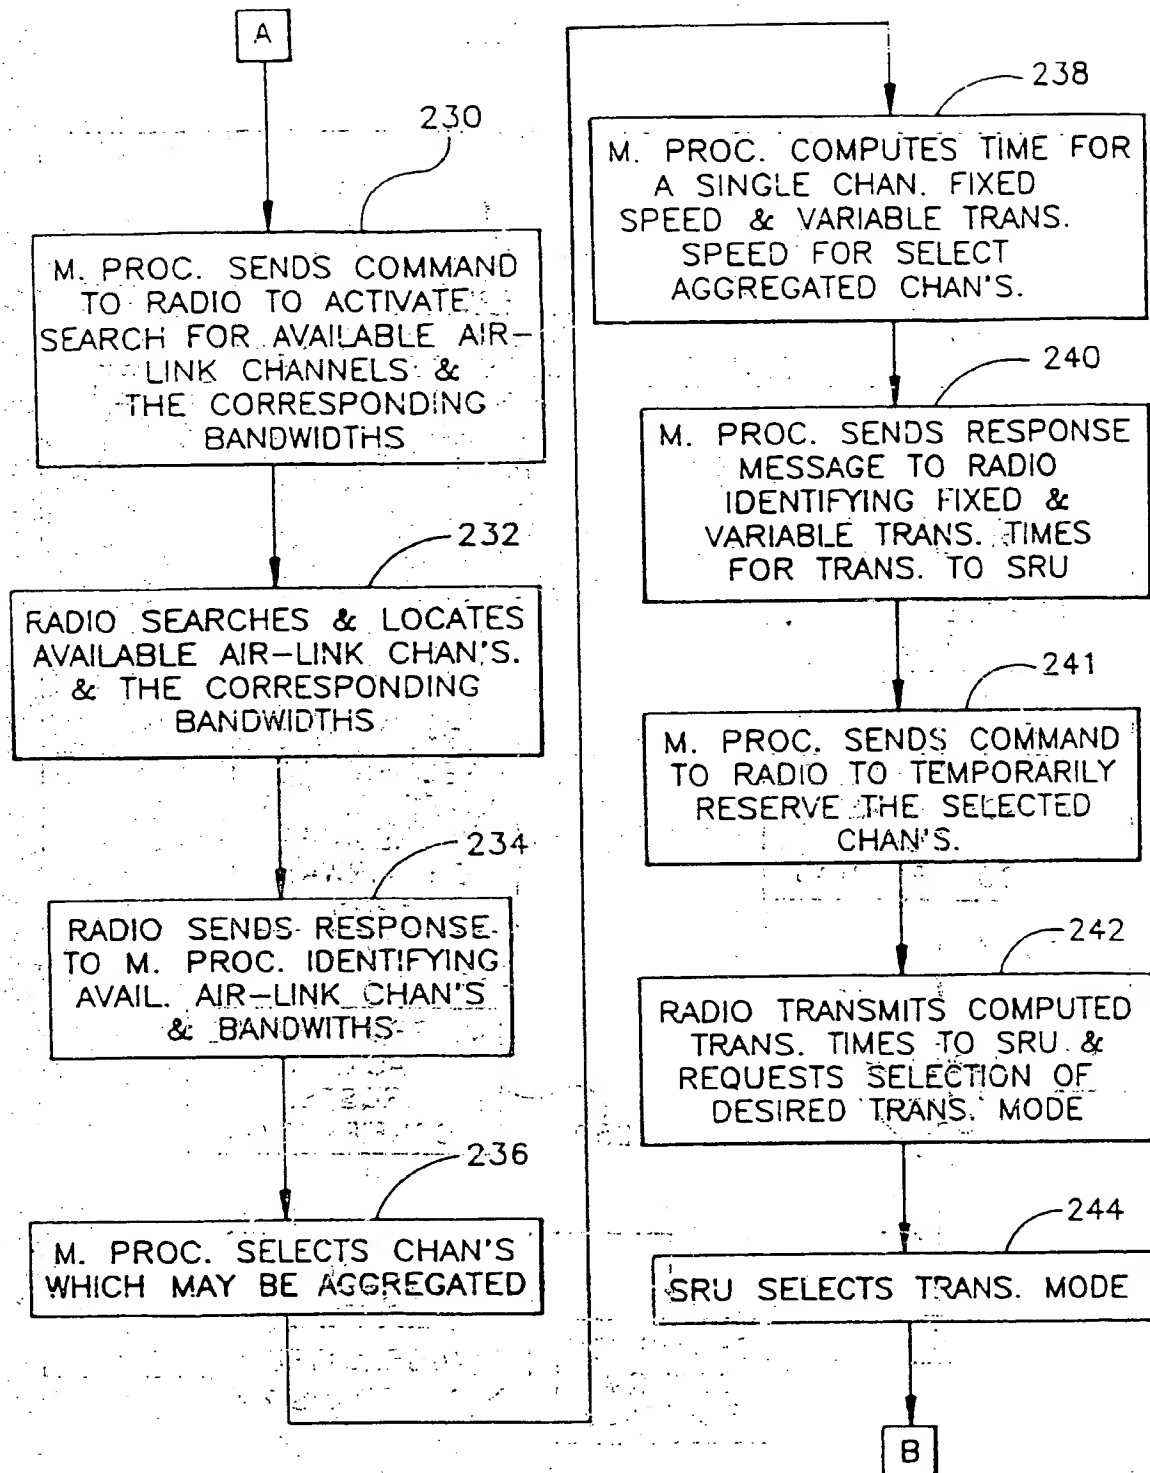 A
230
M. PROC. SENDS COMMAND
TO RADIO TO ACTIVATE
SEARCH FOR AVAILABLE AIR-
LINK CHANNELS &
THE CORRESPONDING
BANDWIDTHS
232
RADIO SEARCHES & LOCATES
AVAILABLE AIR-LINK CHAN'S.
& THE CORRESPONDING
BANDWIDTHS
234
RADIO SENDS RESPONSE
TO M. PROC. IDENTIFYING
AVAIL. AIR-LINK CHAN'S
& BANDWITHS
236
M. PROC. SELECTS CHAN'S
WHICH MAY BE AGGREGATED
238
M. PROC. COMPUTES TIME FOR
A SINGLE CHAN. FIXED
SPEED & VARIABLE TRANS.
SPEED FOR SELECT
AGGREGATED CHAN'S.
240
M. PROC. SENDS RESPONSE
MESSAGE TO RADIO
IDENTIFYING FIXED &
VARIABLE TRANS. TIMES
FOR TRANS. TO SRU
241
M. PROC. SENDS COMMAND
TO RADIO TO TEMPORARILY
RESERVE THE SELECTED
CHAN'S.
242
RADIO TRANSMITS COMPUTED
TRANS. TIMES TO SRU &
REQUESTS SELECTION OF
DESIRED TRANS. MODE
244
SRU SELECTS TRANS. MODE
B